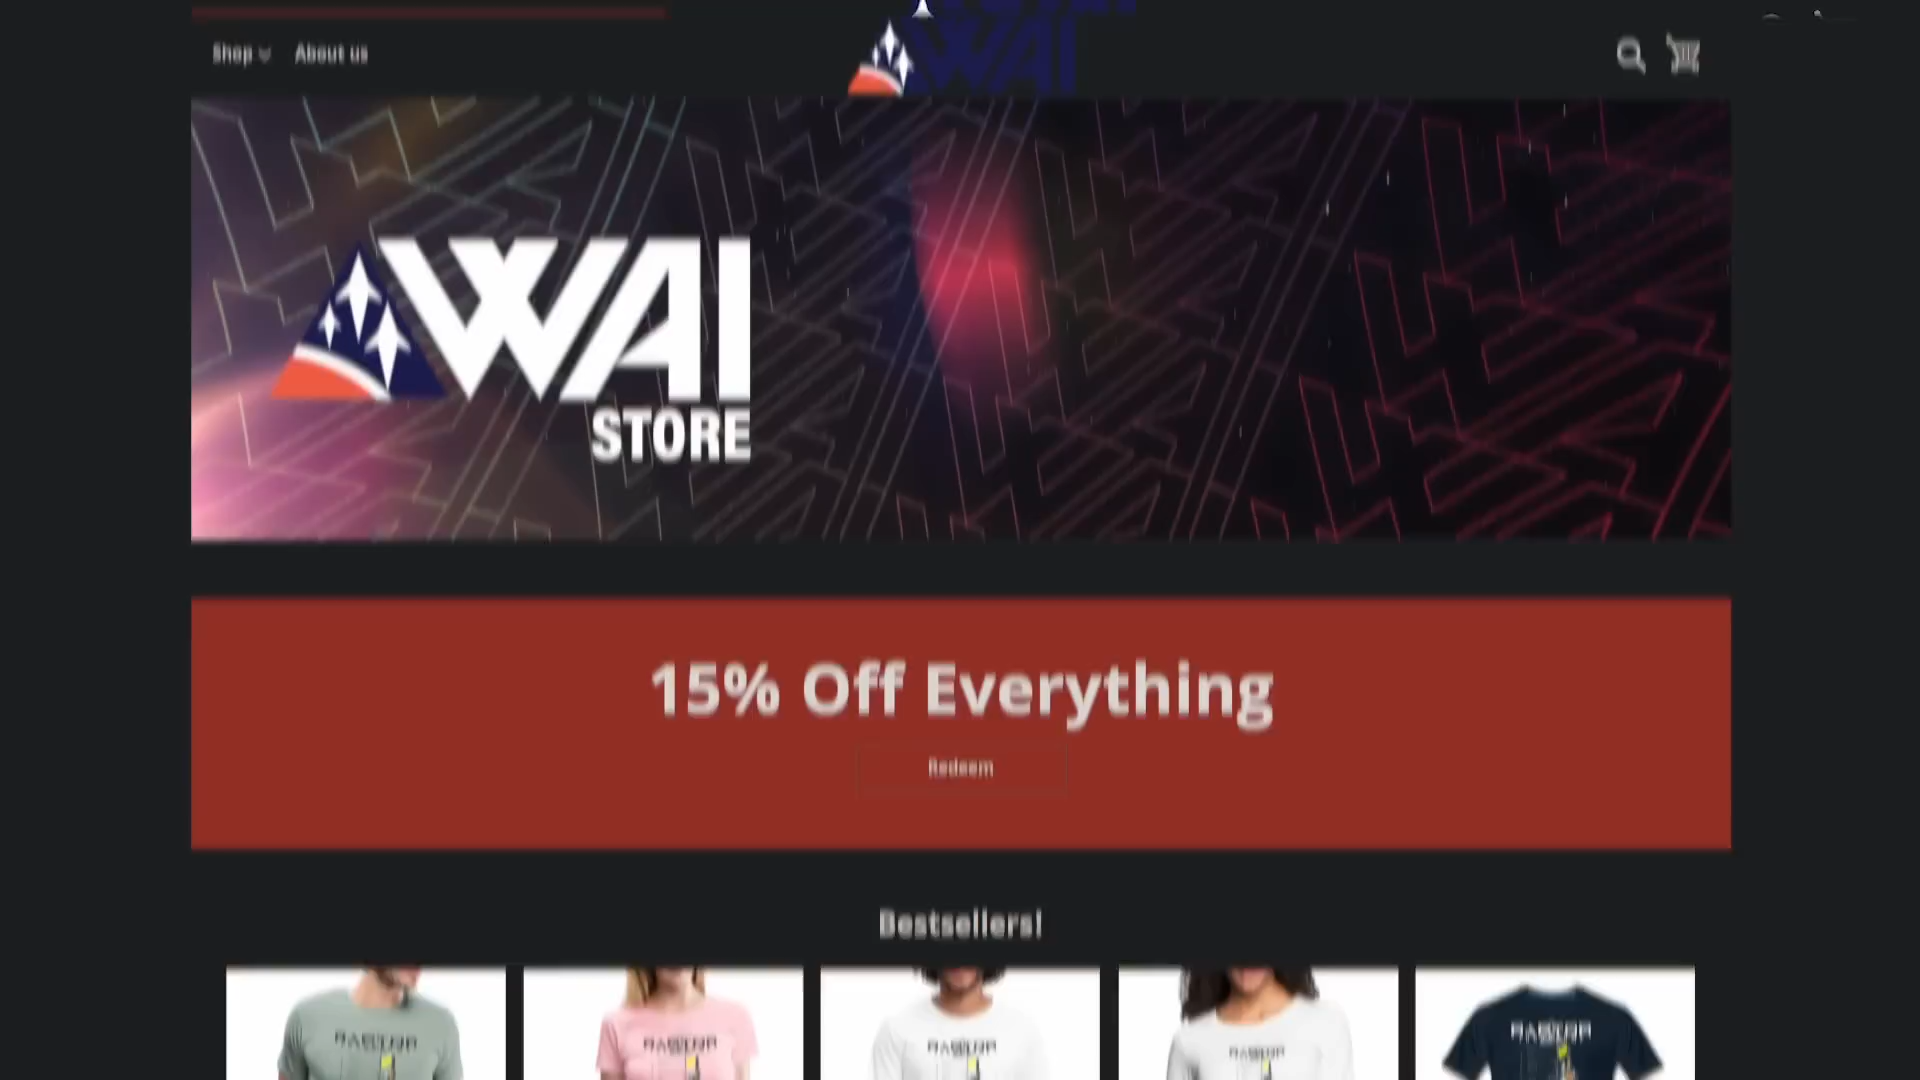 Shop
About us
WAI
WAI
STORE
15% Off Everything
Redeem
Bestsellers!